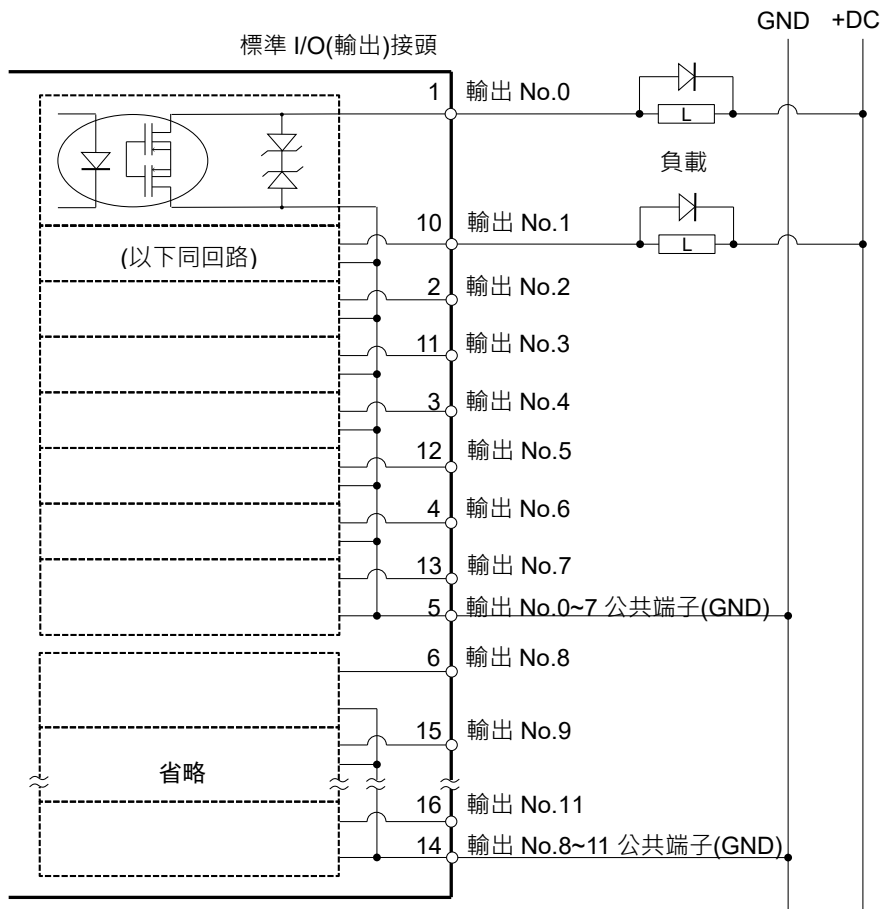 GND +DC
標準 I/O(輸出)接頭
1 輸出 No.0
L
負載
10 輸出 No.1
L
(以下同回路)
2 輸出 No.2
11 輸出 No.3
3 輸出 No.4
12 輸出 No.5
4 輸出 No.6
13 輸出 No.7
5 輸出 No.0~7 公共端子(GND)
6 輸出 No.8
15 輸出 No.9
省略
16 輸出 No.11
14 輸出 No.8~11 公共端子(GND)